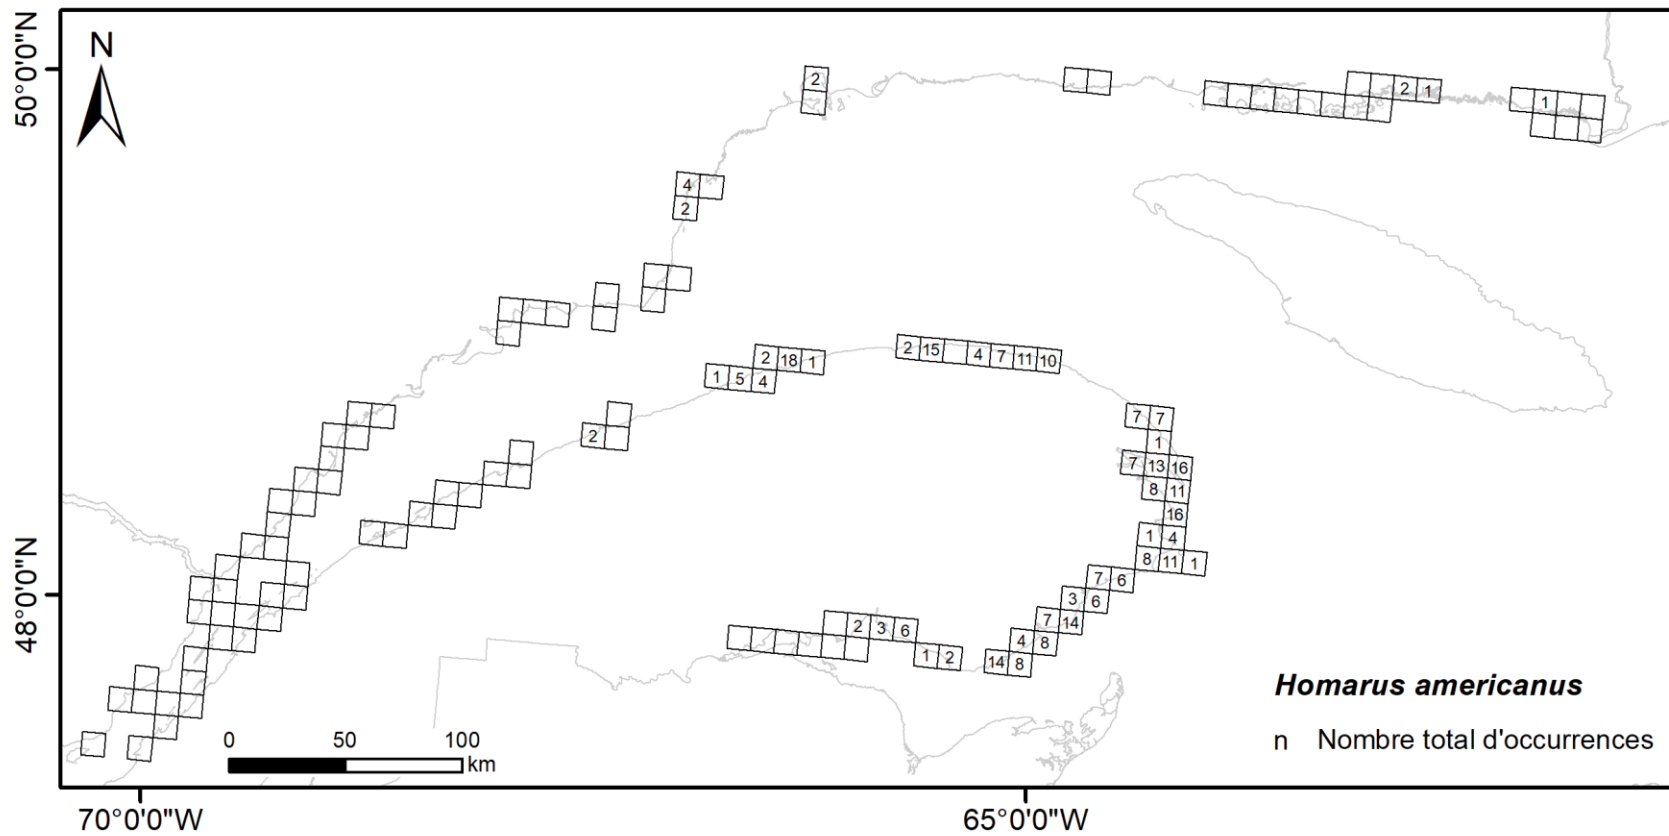 N
50°0'0"N
48°0'0"N
70°0'0"W
65°0'0"W
2
2 1
1
4
2
2 15 4 7 11 10
2 18 1
1 5 4
2
7 7
1
7 13 16
8 11
16
1 4
8 11 1
7 6
3 6
7 14
4 8
14 8
2 3 6
1 2
0 50 100
km
Homarus americanus
n Nombre total d'occurrences